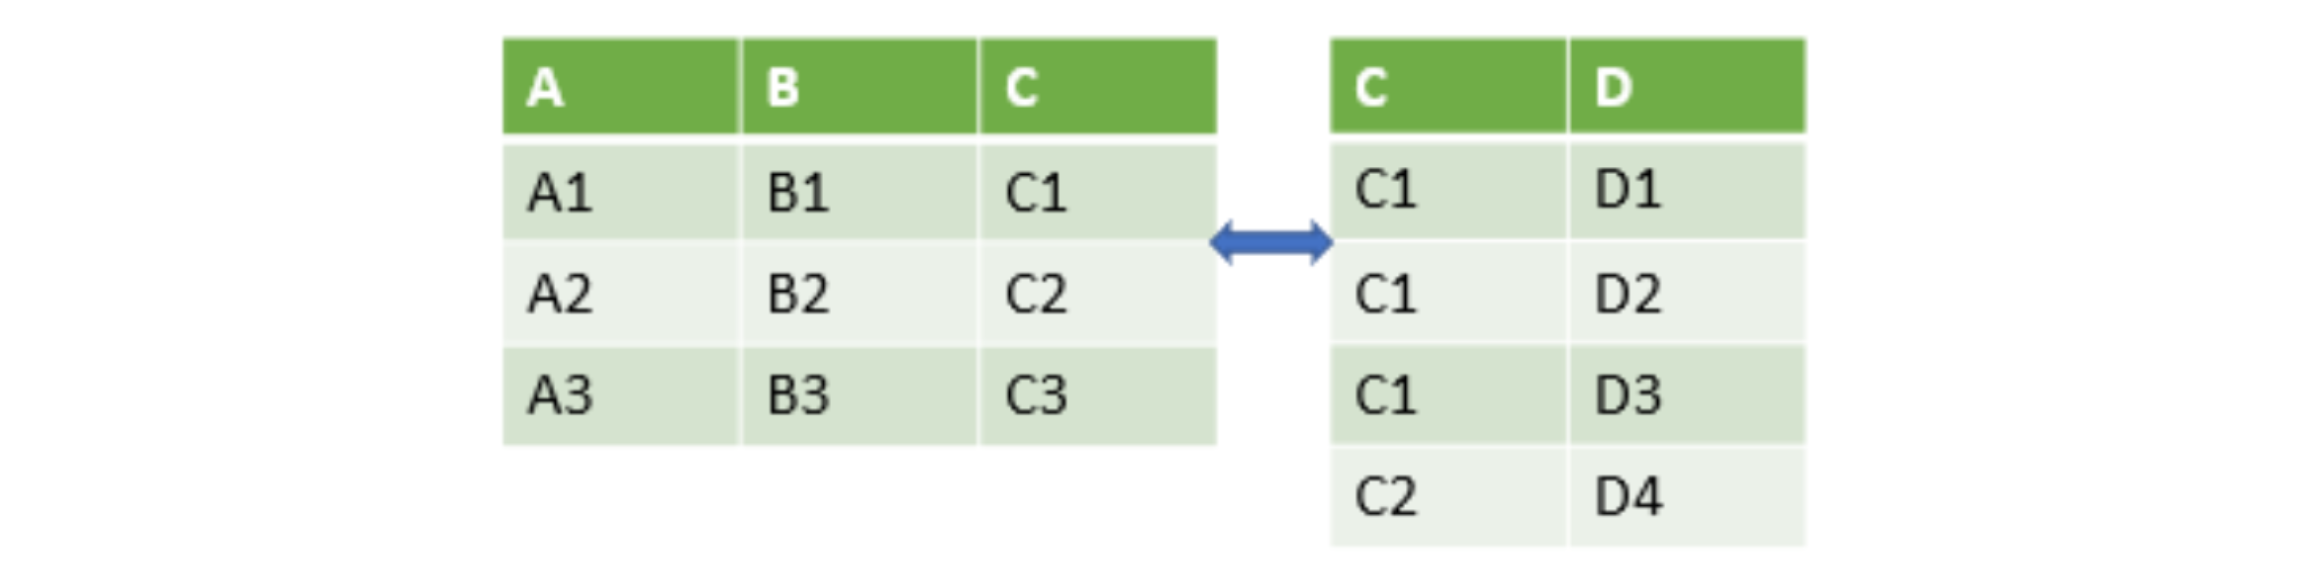 A B C
A1 B1 C1
A2 B2 C2
A3 B3 C3
C D
C1 D1
C1 D2
C1 D3
C2 D4